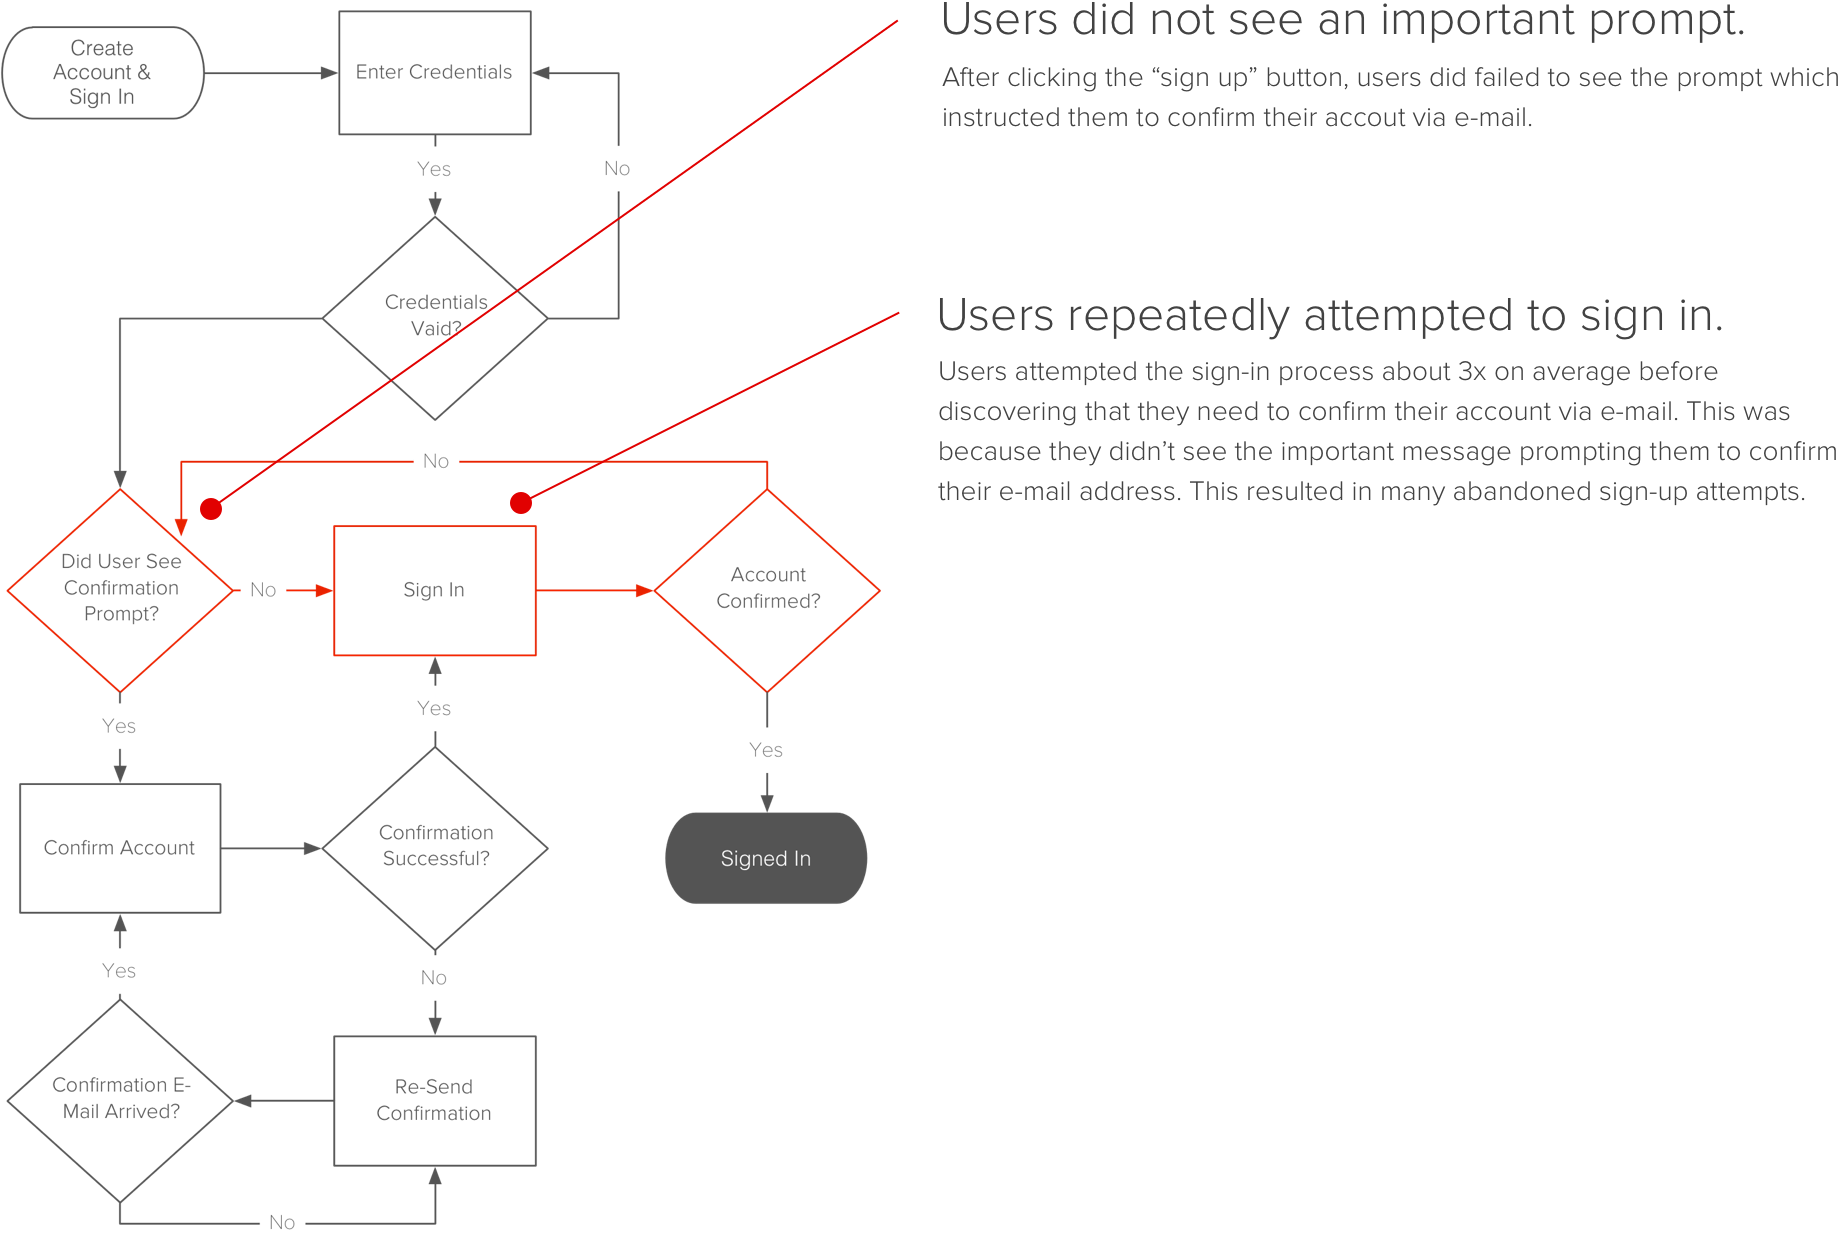 Create
Account &
Sign In
Enter Credentials
Yes
No
Credentials
Vaid?
No
Did User See
Confirmation
Prompt?
No
Sign In
Account
Confirmed?
Yes
Yes
Yes
Confirm Account
Confirmation
Successful?
Signed In
Yes
No
Confirmation E-
Mail Arrived?
Re-Send
Confirmation
No
Users did not see an important prompt.
After clicking the “sign up” button, users did failed to see the prompt which
instructed them to confirm their accout via e-mail.
Users repeatedly attempted to sign in.
Users attempted the sign-in process about 3x on average before
discovering that they need to confirm their account via e-mail. This was
because they didn’t see the important message prompting them to confirm
their e-mail address. This resulted in many abandoned sign-up attempts.